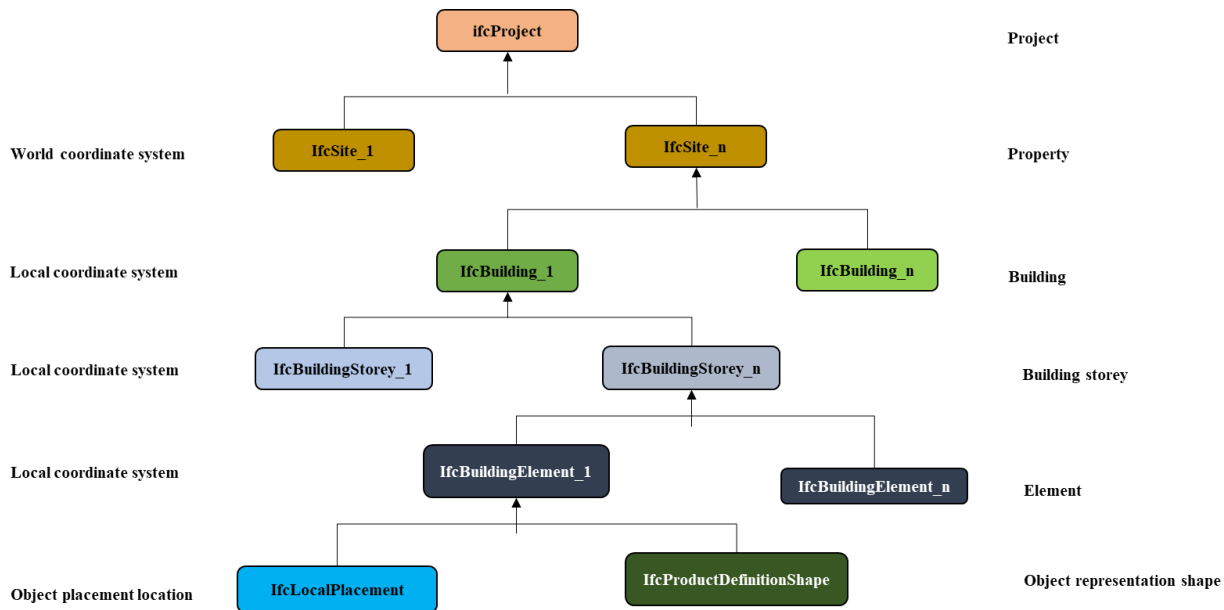 ifcProject
Project
World coordinate system
IfcSite_1
IfcSite_n
Property
Local coordinate system
IfcBuilding_1
IfcBuilding_n
Building
Local coordinate system
IfcBuildingStorey_1
IfcBuildingStorey_n
Building storey
Local coordinate system
IfcBuildingElement_1
IfcBuildingElement_n
Element
Object placement location
IfcLocalPlacement
IfcProductDefinitionShape
Object representation shape